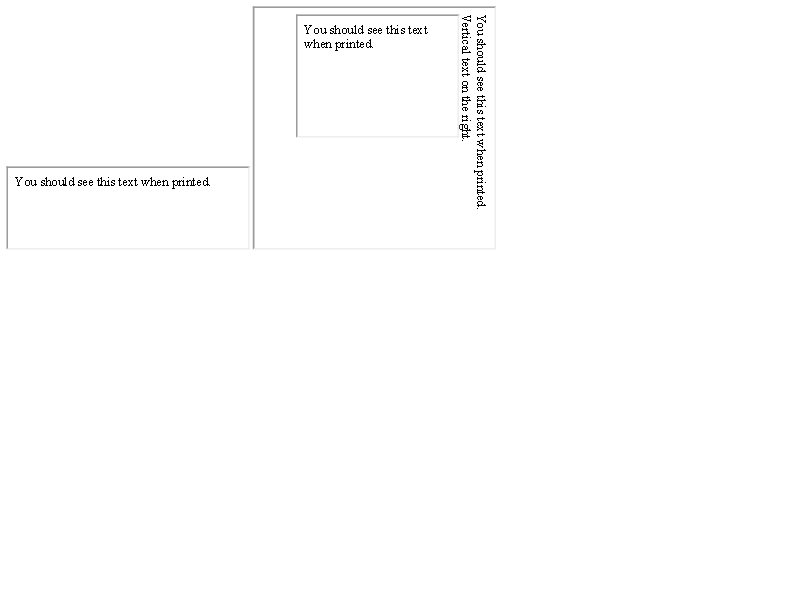 You should see this text when printed.
You should see this text when printed.
Vertical text on the right.
You should see this text
when printed.